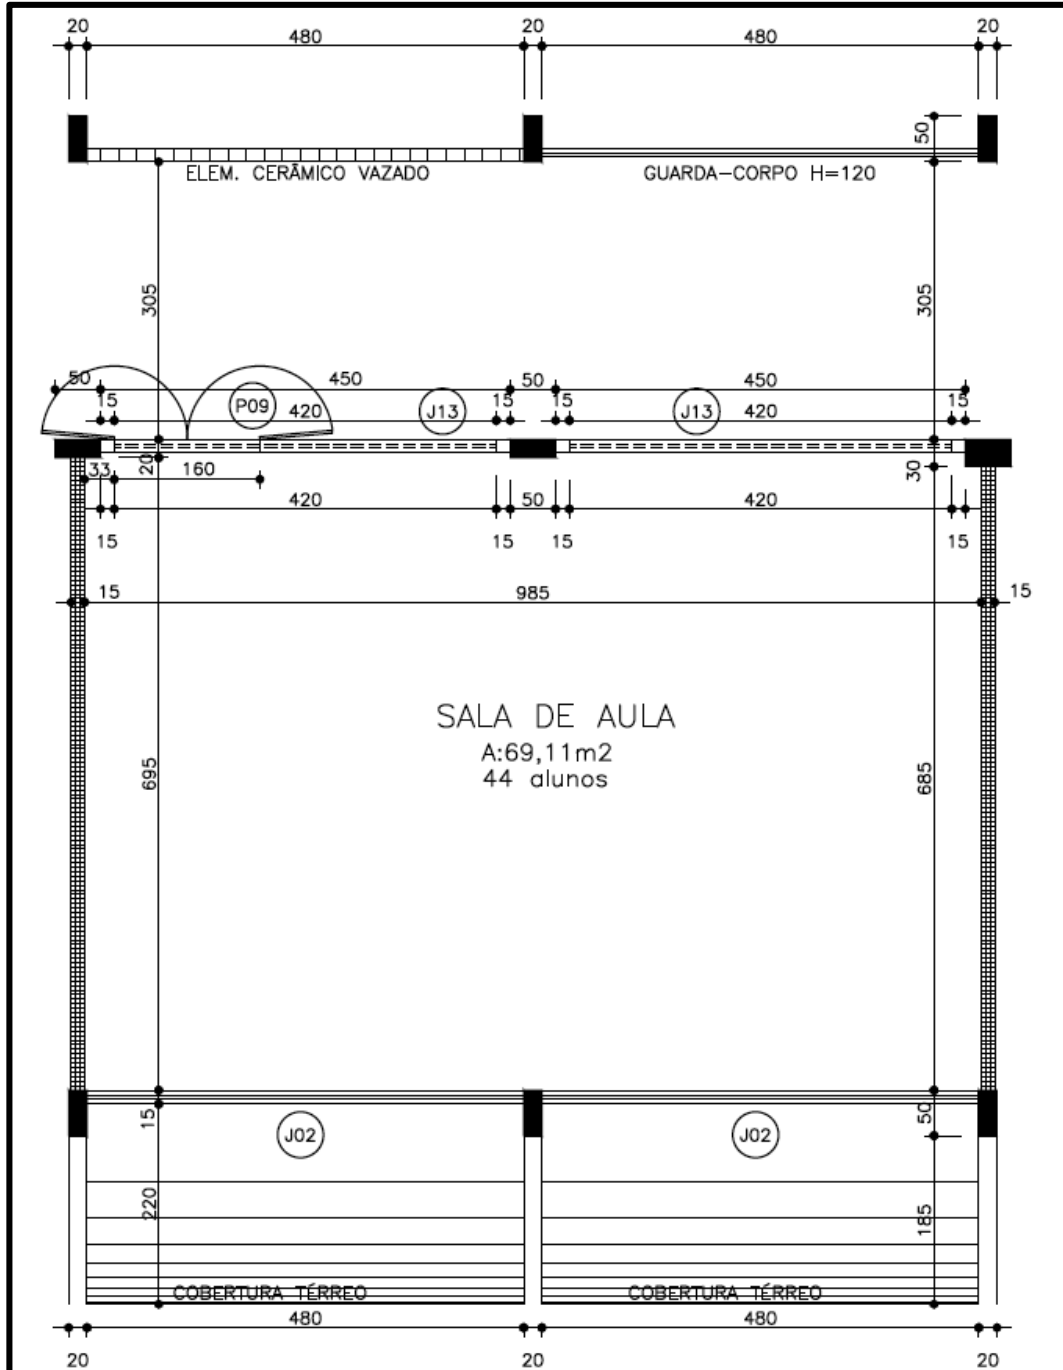 20 480 20 480 20
50
ELEM. CERÂMICO VAZADO
GUARDA-CORPO H=120
305 305
50 450 50 450
15 P09 420 J13 15 15 J13 420 15
33 20 160 30
420 50 420
15 15 15 15
15 985 15
SALA DE AULA
A:69,11m2
44 alunos
695 685
15 J02 J02 50
220 185
COBERTURA TÉRREO COBERTURA TÉRREO
480 480
20 20 20